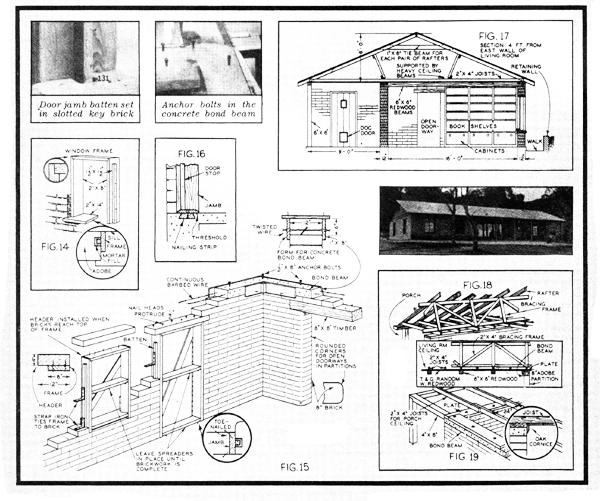 131
Door jamb batten set
in slotted key brick
Anchor bolts in the
concrete bond beam
FIG. 17
SECTION 4 FT. FROM
EAST WALL OF
LIVING ROOM
1" X 8" TIE BEAM FOR
EACH PAIR OF RAFTERS
SUPPORTED BY
HEAVY CEILING
BEAMS
2" X 4" JOISTS
RETAINING
WALL
6" X 8"
REDWOOD
BEAMS
6" X 8"
DOG
DOOR
OPEN
DOOR-
WAY
BOOK SHELVES
CABINETS
WALK
9'-0"
12"
16'-0"
12"
WINDOW FRAME
2" X 8"
2" X 4"
FIG. 14
FRAME
MORTAR
FILL
ADOBE
FIG. 16
DOOR
STOP
JAMB
THRESHOLD
NAILING STRIP
TWISTED
WIRE
1" X 8"
FORM FOR CONCRETE
BOND BEAM
CONTINUOUS
BARBED WIRE
ANCHOR BOLTS
BOND BEAM
NAIL HEADS
PROTRUDE
8" X 8" TIMBER
HEADER INSTALLED WHEN
BRICKS REACH TOP
OF FRAME
BATTEN
ROUNDED
CORNERS
FOR OPEN
DOORWAYS
IN PARTITIONS
8"
12"
FRAME
HEADER
8" BRICK
STRAP IRON
TIES FRAME
TO BRICK
TOE-
NAILED
JAMB
LEAVE SPREADERS
IN PLACE UNTIL
BRICKWORK IS
COMPLETE
FIG. 15
FIG. 18
PORCH
RAFTER
BRACING
FRAME
2" X 4" BRACING FRAME
LIVING RM
CEILING
2" X 4"
JOISTS
BOND
BEAM
PLATE
8" ADOBE
PARTITION
T & G RANDOM
W. REDWOOD
6" X 8" REDWOOD
PLATE
24"
2" X 4" JOISTS
FOR PORCH
CEILING
4" X 8"
BOND BEAM
JOIST
OAK
CORNICE
FIG 19